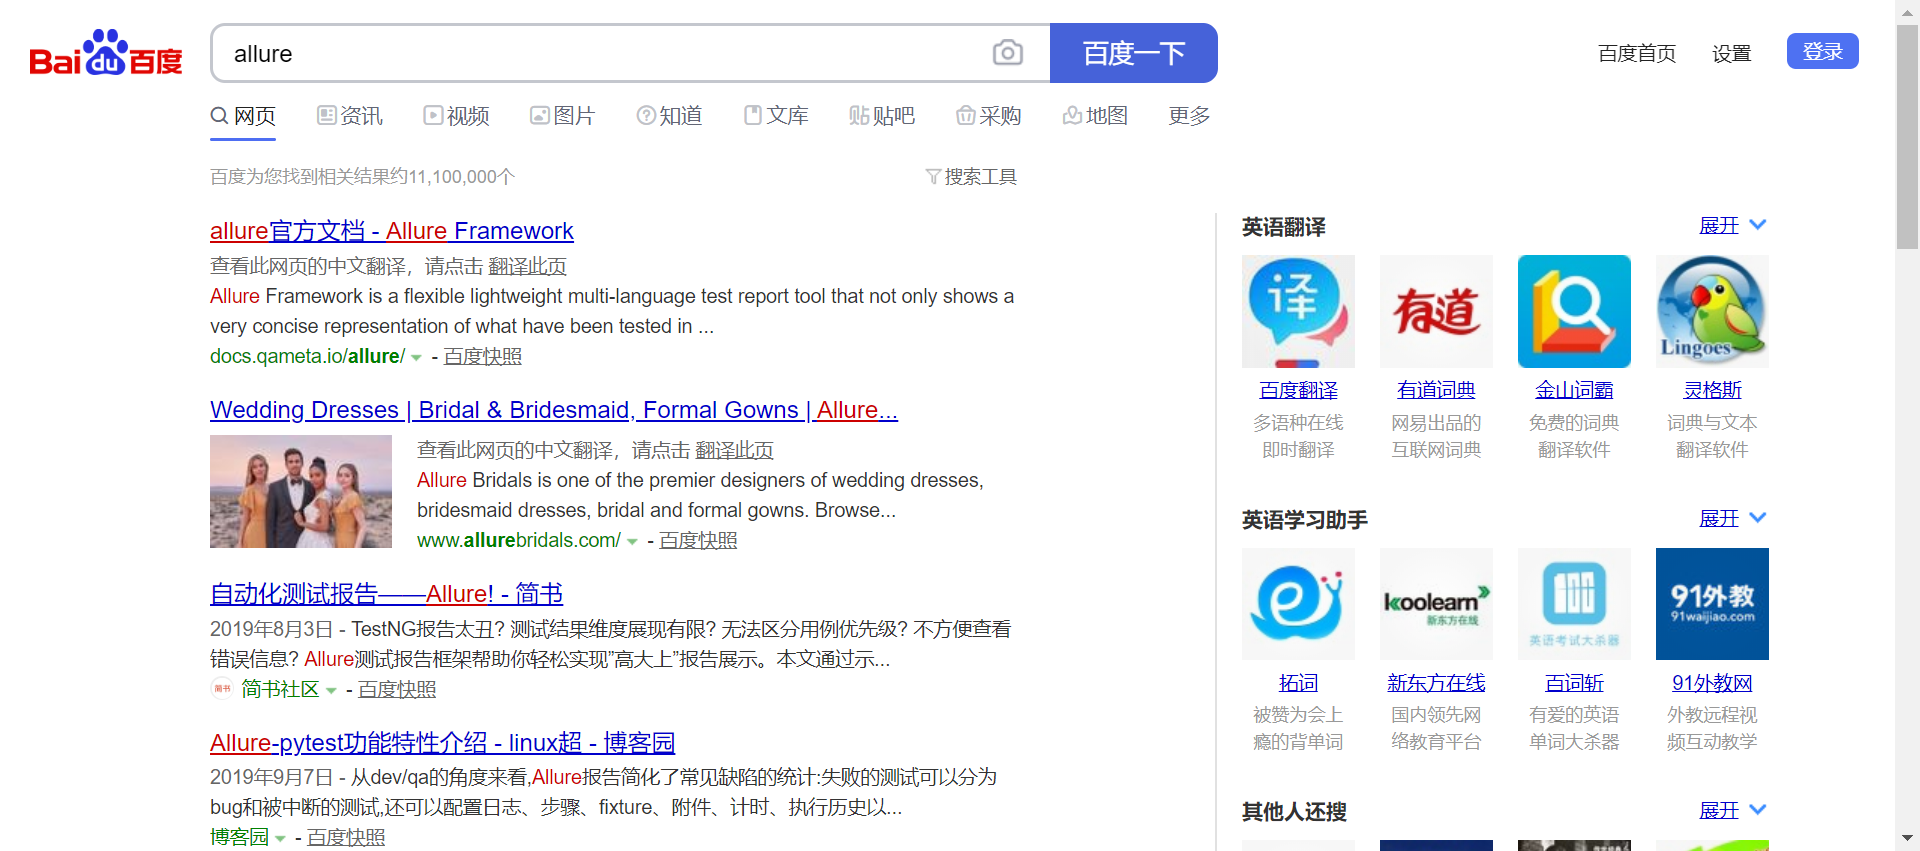 Baidu百度
allure
百度一下
百度首页 设置 登录
网页 资讯 视频 图片 知道 文库 贴吧 采购 地图 更多
百度为您找到相关结果约11,100,000个
搜索工具
allure官方文档 - Allure Framework
查看此网页的中文翻译，请点击 翻译此页
Allure Framework is a flexible lightweight multi-language test report tool that not only shows a
very concise representation of what have been tested in ...
docs.qameta.io/allure/ - 百度快照
Wedding Dresses | Bridal & Bridesmaid, Formal Gowns | Allure...
查看此网页的中文翻译，请点击 翻译此页
Allure Bridals is one of the premier designers of wedding dresses,
bridesmaid dresses, bridal and formal gowns. Browse...
www.allurebridals.com/ - 百度快照
自动化测试报告——Allure! - 简书
2019年8月3日 - TestNG报告太丑? 测试结果维度展现有限? 无法区分用例优先级? 不方便查看
错误信息? Allure测试报告框架帮助你轻松实现”高大上”报告展示。本文通过示...
简书 简书社区 - 百度快照
Allure-pytest功能特性介绍 - linux超 - 博客园
2019年9月7日 - 从dev/qa的角度来看,Allure报告简化了常见缺陷的统计:失败的测试可以分为
bug和被中断的测试,还可以配置日志、步骤、fixture、附件、计时、执行历史以...
博客园 - 百度快照
英语翻译 展开
译 有道 Lingoes
百度翻译 有道词典 金山词霸 灵格斯
多语种在线 网易出品的 免费的词典 词典与文本
即时翻译 互联网词典 翻译软件 翻译软件
英语学习助手 展开
koolearn 新东方在线
100 英语考试大杀器
91外教
91waijiao.com
拓词 新东方在线 百词斩 91外教网
被赞为会上 国内领先网 有爱的英语 外教远程视
瘾的背单词 络教育平台 单词大杀器 频互动教学
其他人还搜 展开